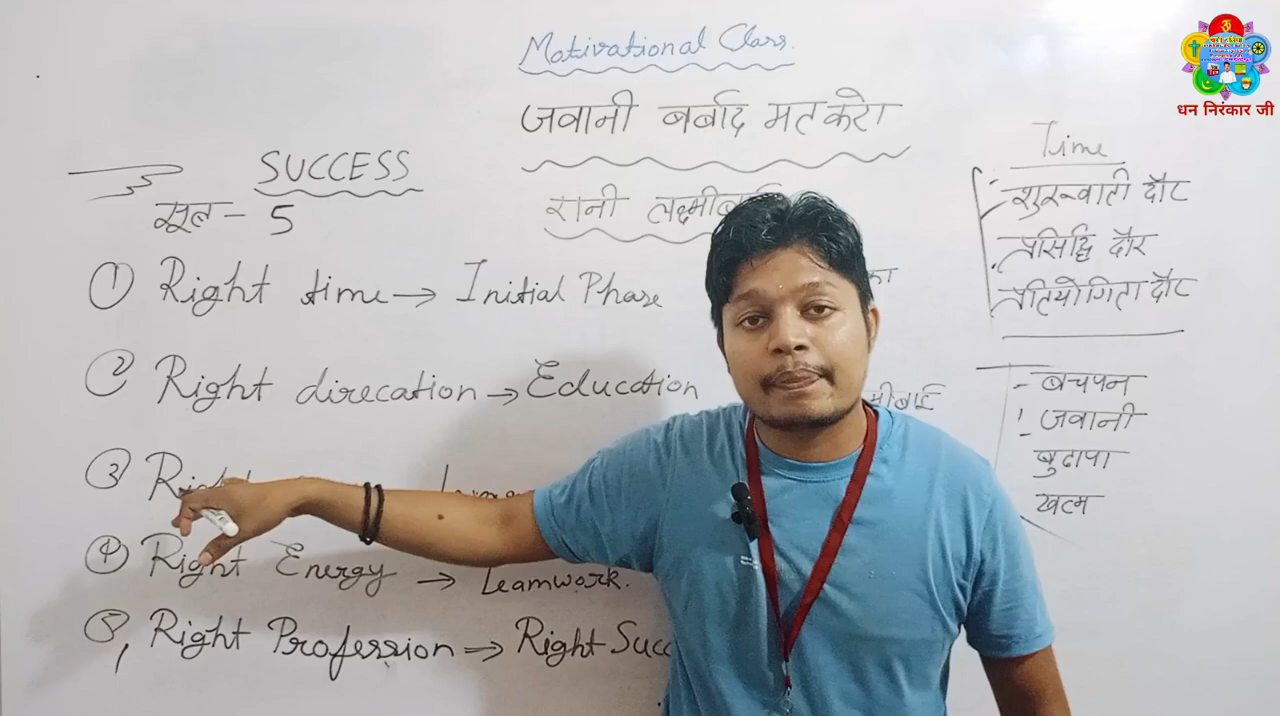 Motivational Class.
जवानी बर्बाद मत करो
रानी लक्ष्मीबाई
SUCCESS
सूत्र - 5
① Right time → Initial Phase
② Right direcation → Education
③ Right
④ Right Energy → Teamwork.
⑤ Right Profession → Right Succ
का
मीबाई
Time
शुरूवाती दौर
प्रसिद्धि दौर
प्रतियोगिता दौर
- बचपन
जवानी
बुढापा
खत्म
धन निरंकार जी